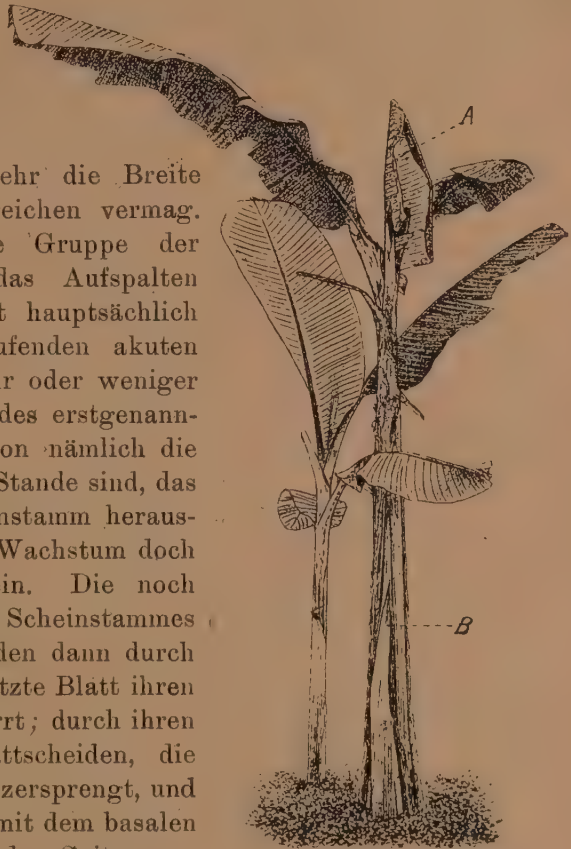 ehr die Breite
eichen vermag.
e Gruppe der
das Aufspalten
t hauptsächlich
ufenden akuten
r oder weniger
des erstgenann-
on nämlich die
Stande sind, das
nstamm heraus-
Wachstum doch
in. Die noch
Scheinstammes
den dann durch
tzte Blatt ihren
rrt; durch ihren
attscheiden, die
zersprengt, und
mit dem basalen
A
B